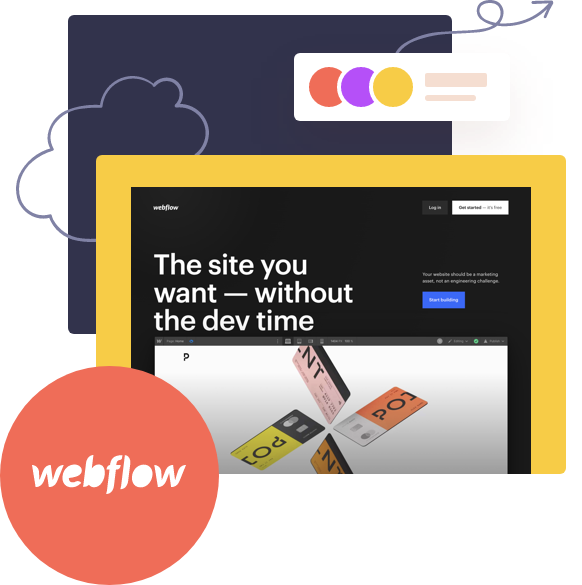 webflow
Log in
Get started — it's free
The site you
want — without
the dev time
Your website should be a marketing
asset, not an engineering challenge.
Start building
webflow